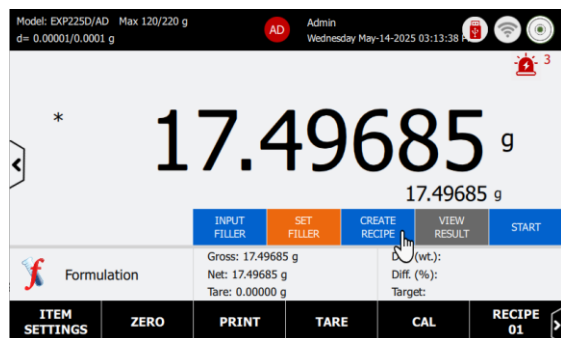 Model: EXP225D/AD Max 120/220 g
d= 0.00001/0.0001 g
AD
Admin
Wednesday May-14-2025 03:13:38
3
*
17.49685 g
17.49685 g
INPUT FILLER
SET FILLER
CREATE RECIPE
VIEW RESULT
START
Formulation
Gross: 17.49685 g
Net: 17.49685 g
Tare: 0.00000 g
(wt.):
Diff. (%):
Target:
ITEM SETTINGS
ZERO
PRINT
TARE
CAL
RECIPE 01